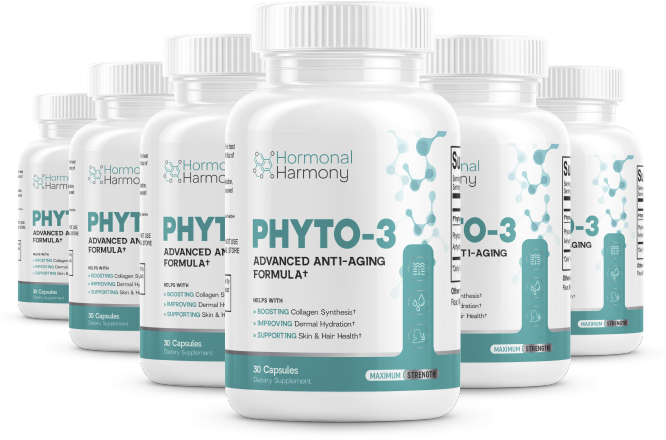 Hormonal
Harmony
PHYTO-3
ADVANCED ANTI-AGING
FORMULA†
HELPS WITH
» BOOSTING Collagen Synthesis†
» IMPROVING Dermal Hydration†
» SUPPORTING Skin & Hair Health†
30 Capsules
Dietary Supplement
MAXIMUM STRENGTH